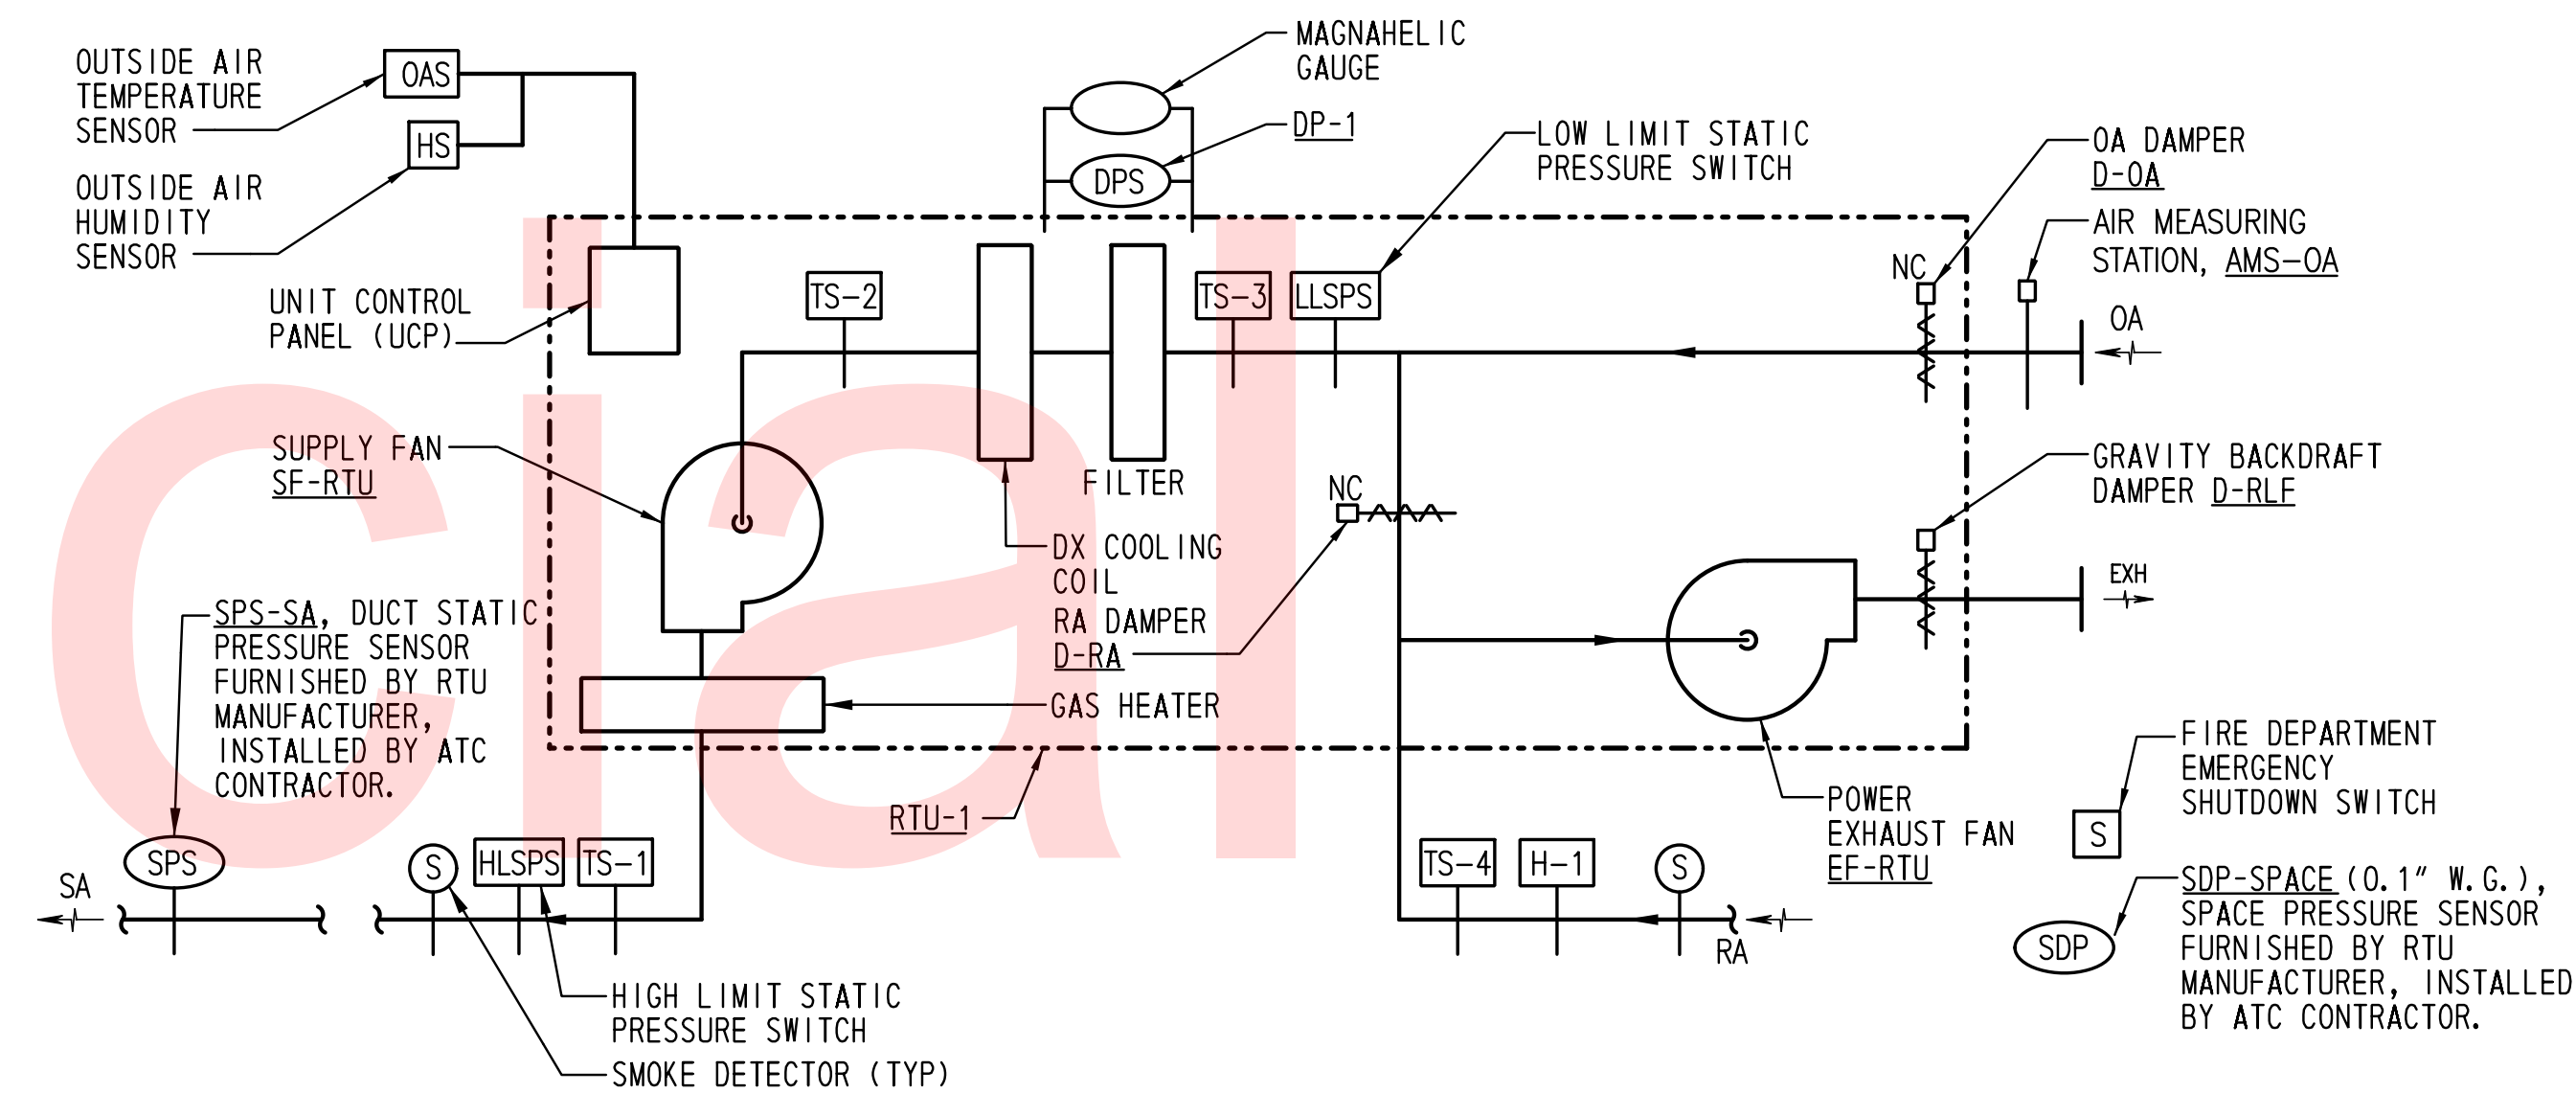 OUTSIDE AIR
TEMPERATURE
SENSOR
OAS
HS
OUTSIDE AIR
HUMIDITY
SENSOR
UNIT CONTROL
PANEL (UCP)
MAGNAHELIC
GAUGE
DP-1
DPS
LOW LIMIT STATIC
PRESSURE SWITCH
OA DAMPER
D-OA
AIR MEASURING
STATION, AMS-OA
NC
OA
TS-2
TS-3
LLSPS
SUPPLY FAN
SF-RTU
FILTER
NC
DX COOLING
COIL
RA DAMPER
D-RA
GAS HEATER
GRAVITY BACKDRAFT
DAMPER D-RLF
EXH
SPS-SA, DUCT STATIC
PRESSURE SENSOR
FURNISHED BY RTU
MANUFACTURER,
INSTALLED BY ATC
CONTRACTOR.
RTU-1
POWER
EXHAUST FAN
EF-RTU
FIRE DEPARTMENT
EMERGENCY
SHUTDOWN SWITCH
S
SA
SPS
S
HLSPS
TS-1
TS-4
H-1
S
RA
SDP
SDP-SPACE (0.1" W.G.),
SPACE PRESSURE SENSOR
FURNISHED BY RTU
MANUFACTURER, INSTALLED
BY ATC CONTRACTOR.
HIGH LIMIT STATIC
PRESSURE SWITCH
SMOKE DETECTOR (TYP)
cial